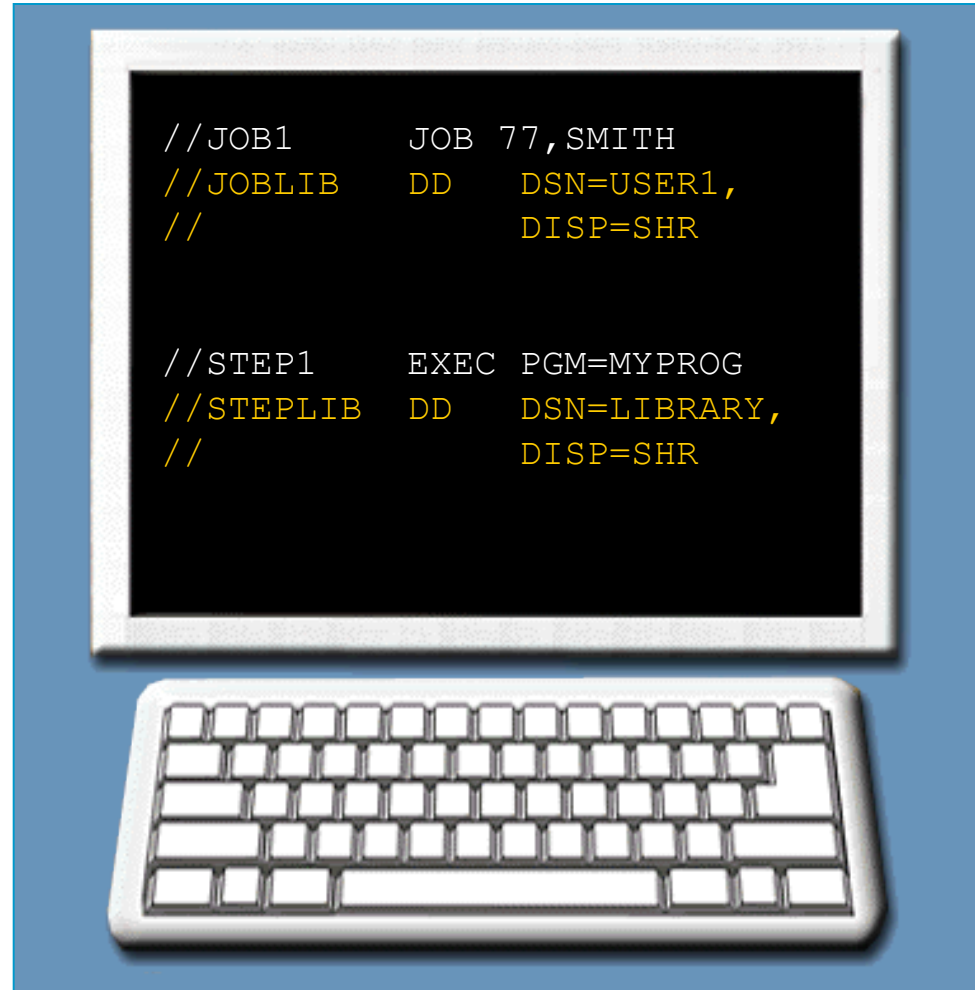 //JOB1 JOB 77,SMITH
//JOBLIB DD DSN=USER1,
// DISP=SHR
//STEP1 EXEC PGM=MYPROG
//STEPLIB DD DSN=LIBRARY,
// DISP=SHR